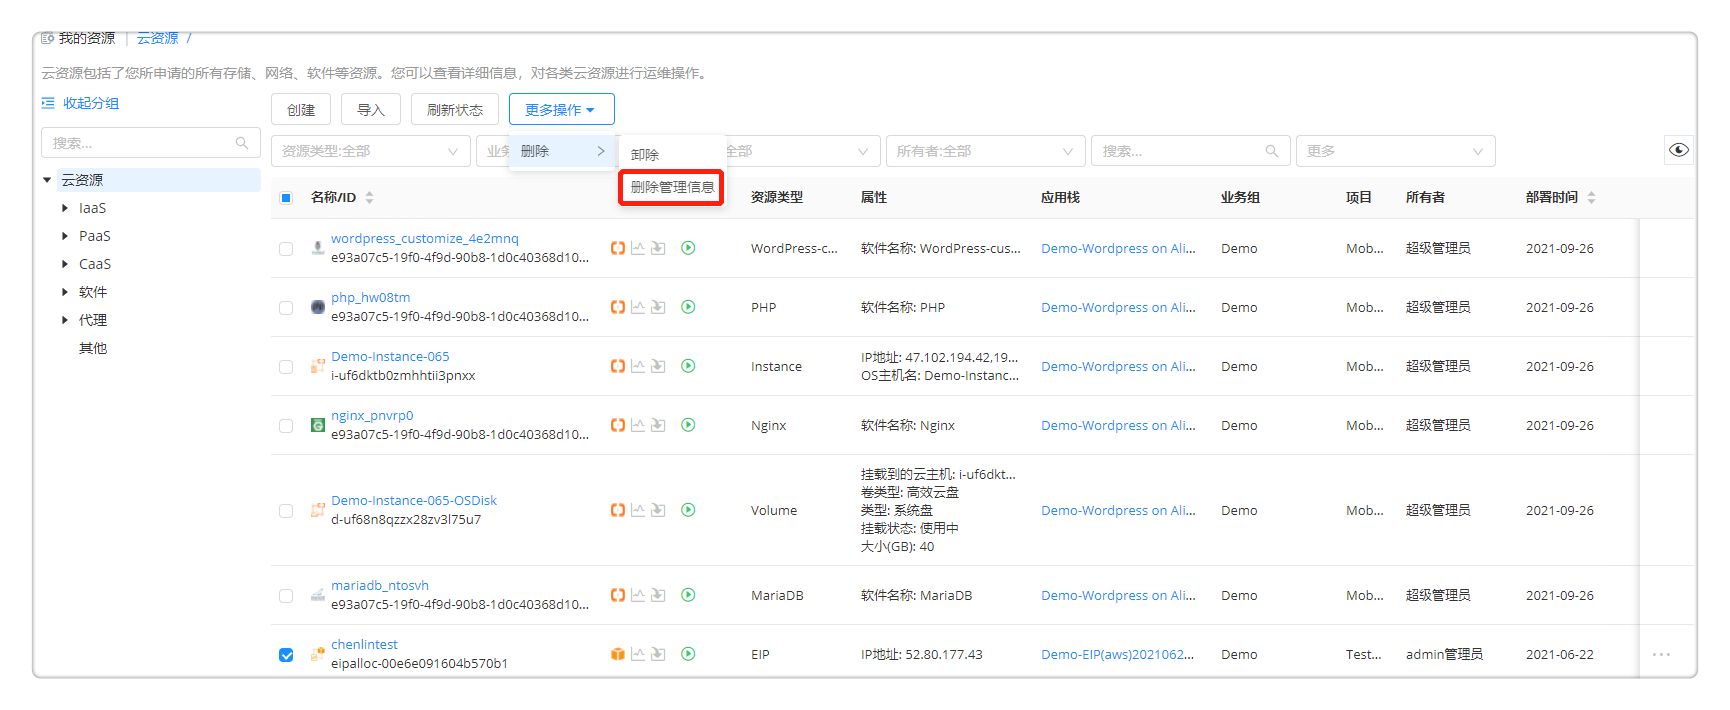 我的资源 云资源 /
云资源包括了您所申请的所有存储、网络、软件等资源。您可以查看详细信息，对各类云资源进行运维操作。
收起分组
创建 导入 刷新状态 更多操作
搜索...
资源类型:全部 业务 全部 所有者:全部 搜索... 更多
删除
卸除
删除管理信息
云资源
IaaS
PaaS
CaaS
软件
代理
其他
名称/ID 资源类型 属性 应用栈 业务组 项目 所有者 部署时间
wordpress_customize_4e2mnq
e93a07c5-19f0-4f9d-90b8-1d0c40368d10...
WordPress-c... 软件名称: WordPress-cus... Demo-Wordpress on Ali... Demo Mob... 超级管理员 2021-09-26
php_hw08tm
e93a07c5-19f0-4f9d-90b8-1d0c40368d10...
PHP 软件名称: PHP Demo-Wordpress on Ali... Demo Mob... 超级管理员 2021-09-26
Demo-Instance-065
i-uf6dktb0zmhhtii3pnxx
Instance IP地址: 47.102.194.42,19...
OS主机名: Demo-Instanc...
Demo-Wordpress on Ali... Demo Mob... 超级管理员 2021-09-26
nginx_pnvrp0
e93a07c5-19f0-4f9d-90b8-1d0c40368d10...
Nginx 软件名称: Nginx Demo-Wordpress on Ali... Demo Mob... 超级管理员 2021-09-26
Demo-Instance-065-OSDisk
d-uf68n8qzzx28zv3l75u7
Volume
挂载到的云主机: i-uf6dkt...
卷类型: 高效云盘
类型: 系统盘
挂载状态: 使用中
大小(GB): 40
Demo-Wordpress on Ali... Demo Mob... 超级管理员 2021-09-26
mariadb_ntosvh
e93a07c5-19f0-4f9d-90b8-1d0c40368d10...
MariaDB 软件名称: MariaDB Demo-Wordpress on Ali... Demo Mob... 超级管理员 2021-09-26
chenlintest
eipalloc-00e6e091604b570b1
EIP IP地址: 52.80.177.43 Demo-EIP(aws)2021062... Demo Test... admin管理员 2021-06-22 ...